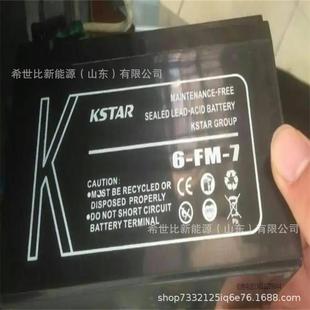 希世比新能源（山东）有限公司
KSTAR
MAINTENANCE-FREE
SEALED LEAD-ACID BATTERY
KSTAR GROUP
K
6-FM-7
CAUTION:
●MUST BE RECYCLED OR
DISPOSED PROPERLY
●DO NOT SHORT CIRCUIT
BATTERY TERMINAL
Pb
希世比新能源（山东）有限公司
shop7332125iq6e76.1688.com